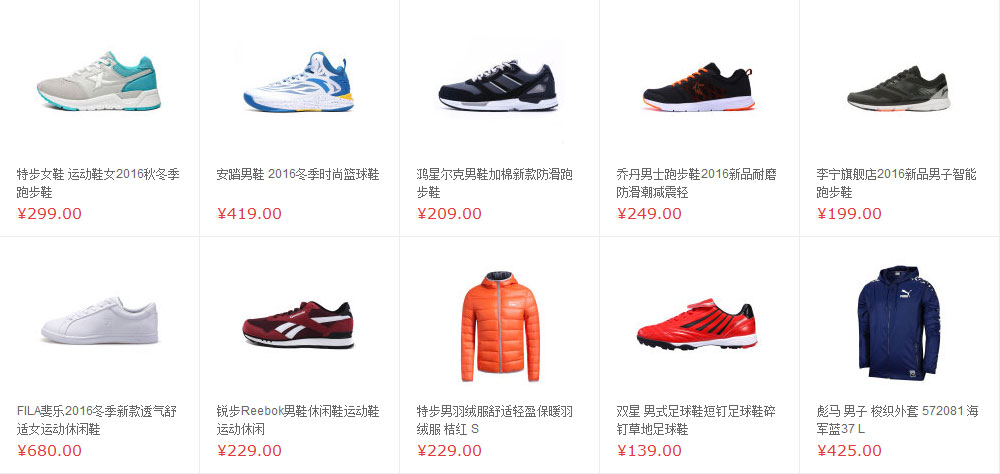 特步女鞋 运动鞋女2016秋冬季
跑步鞋
¥299.00
安踏男鞋 2016冬季时尚篮球鞋
¥419.00
鸿星尔克男鞋加棉新款防滑跑
步鞋
¥209.00
乔丹男士跑步鞋2016新品耐磨
防滑潮减震轻
¥249.00
李宁旗舰店2016新品男子智能
跑步鞋
¥199.00
FILA斐乐2016冬季新款透气舒
适女运动休闲鞋
¥680.00
锐步Reebok男鞋休闲鞋运动鞋
运动休闲
¥229.00
特步男羽绒服舒适轻盈保暖羽
绒服 桔红 S
¥229.00
双星 男式足球鞋短钉足球鞋碎
钉草地足球鞋
¥139.00
PUMA
彪马 男子 梭织外套 572081 海
军蓝37 L
¥425.00